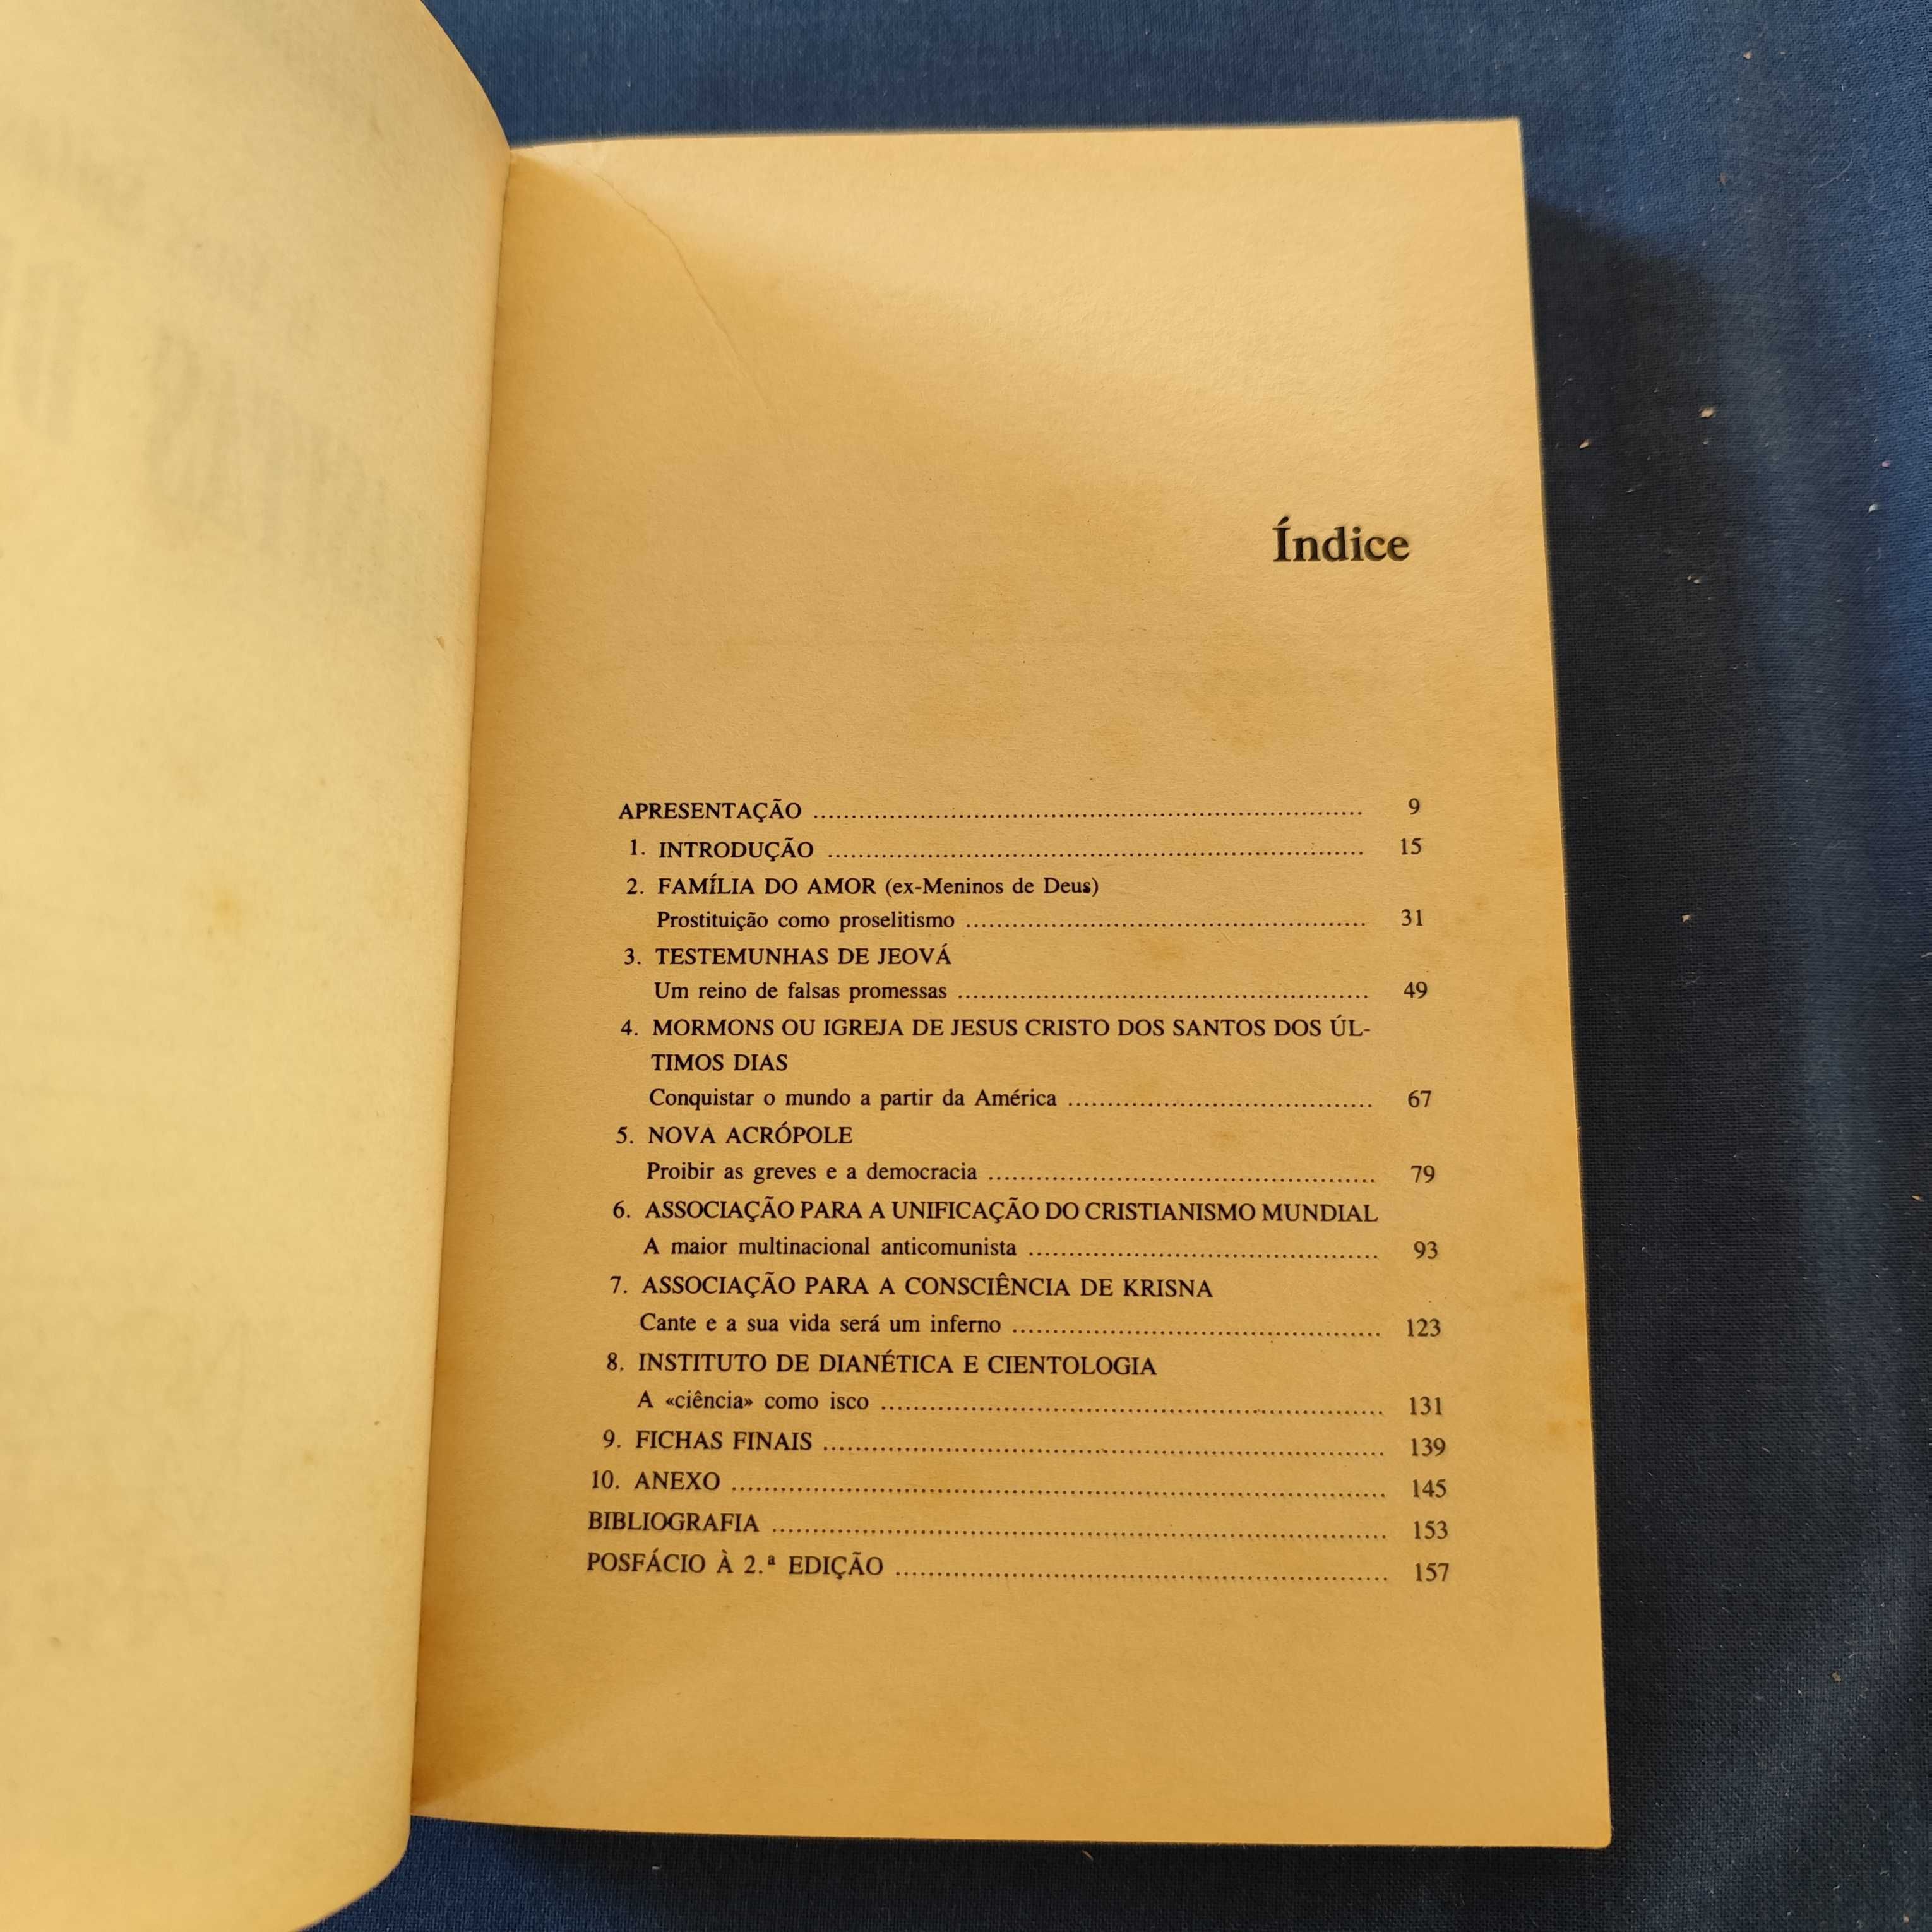 Índice
APRESENTAÇÃO ........................................................................ 9
1. INTRODUÇÃO ...................................................................... 15
2. FAMÍLIA DO AMOR (ex-Meninos de Deus)
Prostituição como proselitismo .................................................... 31
3. TESTEMUNHAS DE JEOVÁ
Um reino de falsas promessas ..................................................... 49
4. MORMONS OU IGREJA DE JESUS CRISTO DOS SANTOS DOS ÚL-
TIMOS DIAS
Conquistar o mundo a partir da América ........................................ 67
5. NOVA ACRÓPOLE
Proibir as greves e a democracia .................................................. 79
6. ASSOCIAÇÃO PARA A UNIFICAÇÃO DO CRISTIANISMO MUNDIAL
A maior multinacional anticomunista ............................................. 93
7. ASSOCIAÇÃO PARA A CONSCIÊNCIA DE KRISNA
Cante e a sua vida será um inferno ............................................... 123
8. INSTITUTO DE DIANÉTICA E CIENTOLOGIA
A «ciência» como isco ................................................................. 131
9. FICHAS FINAIS ......................................................................... 139
10. ANEXO .................................................................................... 145
BIBLIOGRAFIA ................................................................................ 153
POSFÁCIO À 2.ª EDIÇÃO ................................................................ 157